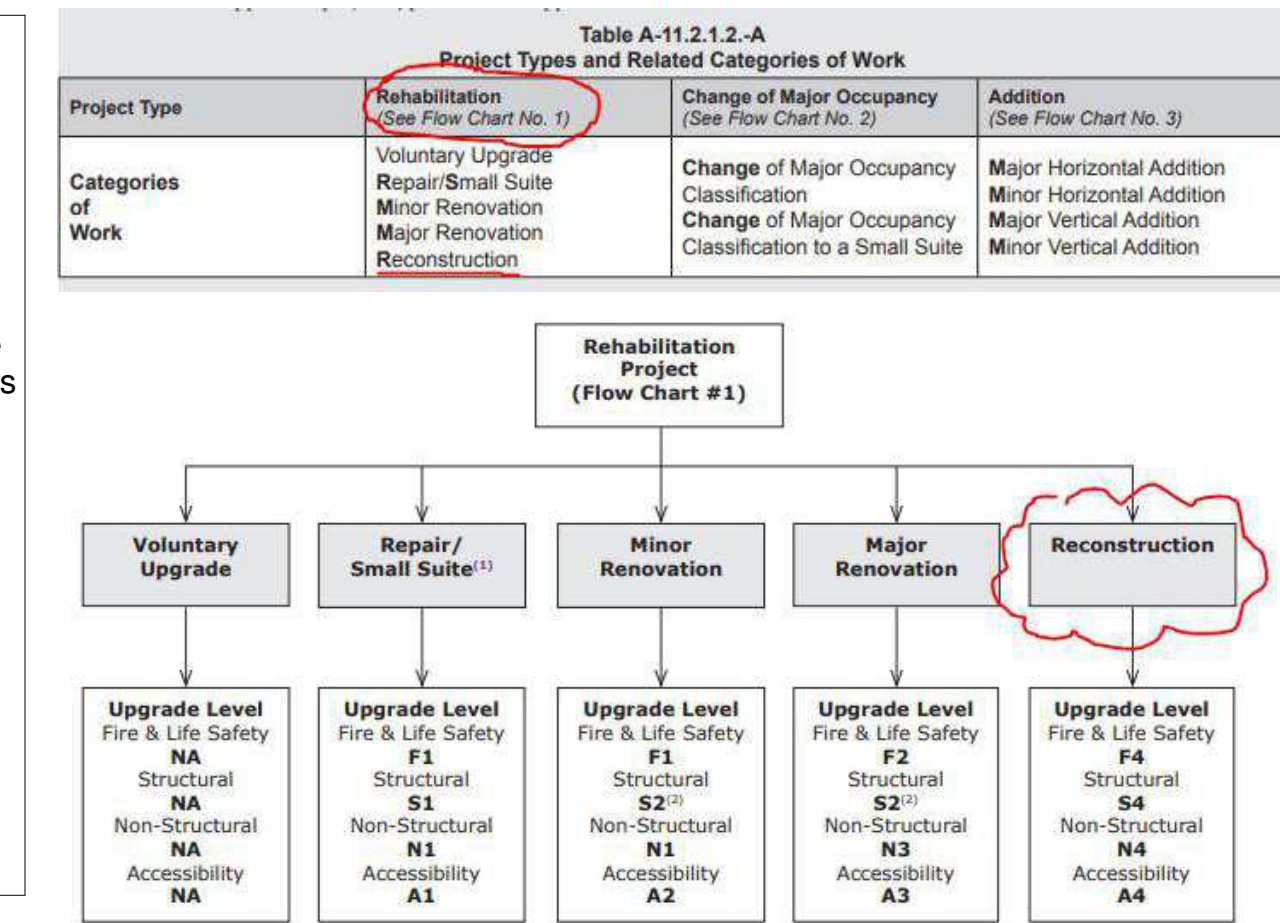 Table A-11.2.1.2.-A
Project Types and Related Categories of Work
Project Type
Rehabilitation
(See Flow Chart No. 1)
Change of Major Occupancy
(See Flow Chart No. 2)
Addition
(See Flow Chart No. 3)
Categories
of
Work
Voluntary Upgrade
Repair/Small Suite
Minor Renovation
Major Renovation
Reconstruction
Change of Major Occupancy
Classification
Change of Major Occupancy
Classification to a Small Suite
Major Horizontal Addition
Minor Horizontal Addition
Major Vertical Addition
Minor Vertical Addition
s
Rehabilitation
Project
(Flow Chart #1)
Voluntary
Upgrade
Repair/
Small Suite(1)
Minor
Renovation
Major
Renovation
Reconstruction
Upgrade Level
Fire & Life Safety
NA
Structural
NA
Non-Structural
NA
Accessibility
NA
Upgrade Level
Fire & Life Safety
F1
Structural
S1
Non-Structural
N1
Accessibility
A1
Upgrade Level
Fire & Life Safety
F1
Structural
S2(2)
Non-Structural
N1
Accessibility
A2
Upgrade Level
Fire & Life Safety
F2
Structural
S2(2)
Non-Structural
N3
Accessibility
A3
Upgrade Level
Fire & Life Safety
F4
Structural
S4
Non-Structural
N4
Accessibility
A4